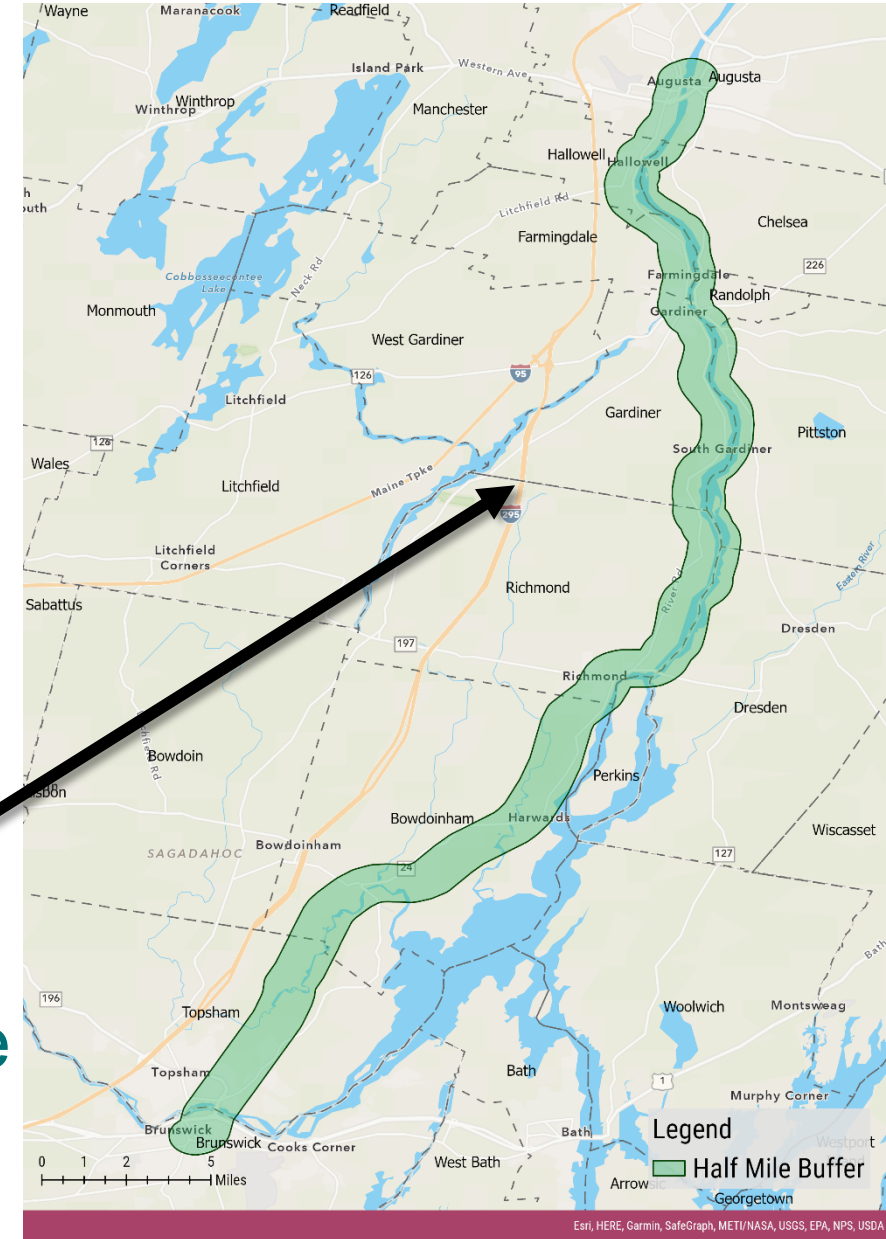 Wayne
Maranacook
Readfield
Island Park
Western Ave
Augusta
Augusta
Winthrop
Winthrop
Manchester
Hallowell
Hallowell
Litchfield Rd
Chelsea
Farmingdale
226
Cobbosseecontee
Lake
Neck Rd
Farmingdale
Randolph
Monmouth
Gardiner
West Gardiner
126
95
Litchfield
Gardiner
Pittston
126
South Gardiner
Wales
Maine Tpke
Litchfield
295
Litchfield
Corners
Eastern River
Richmond
River Rd
Sabattus
Dresden
197
Richmond
Dresden
Bowdoin
Perkins
Bowdoinham
Harwards
Wiscasset
SAGADAHOC
Bowdoinham
127
24
196
Topsham
Woolwich
Montsweag
e
Topsham
Bath
1
Murphy Corner
Brunswick
Brunswick
Cooks Corner
Bath
Legend
West Bath
Half Mile Buffer
0 1 2 5
Miles
Georgetown
Esri, HERE, Garmin, SafeGraph, METI/NASA, USGS, EPA, NPS, USDA